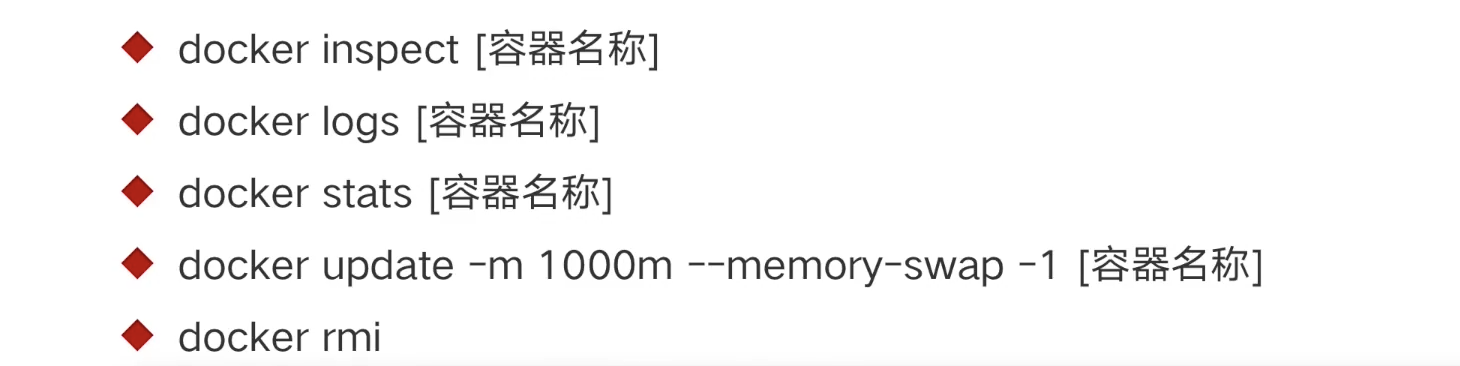 docker inspect [容器名称]
docker logs [容器名称]
docker stats [容器名称]
docker update -m 1000m --memory-swap -1 [容器名称]
docker rmi